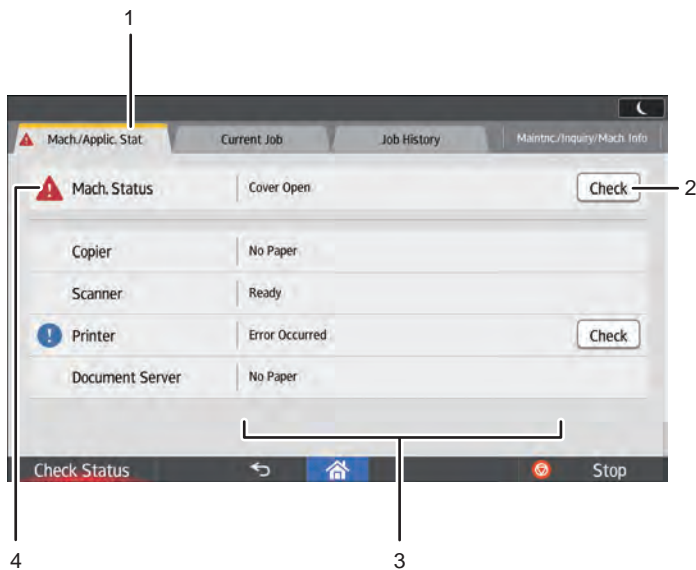 1
Mach./Applic. Stat
Current Job
Job History
Maintnc./Inquiry/Mach. Info
Mach. Status
Cover Open
Check
2
Copier
No Paper
Scanner
Ready
Printer
Error Occurred
Check
Document Server
No Paper
Check Status
Stop
4
3